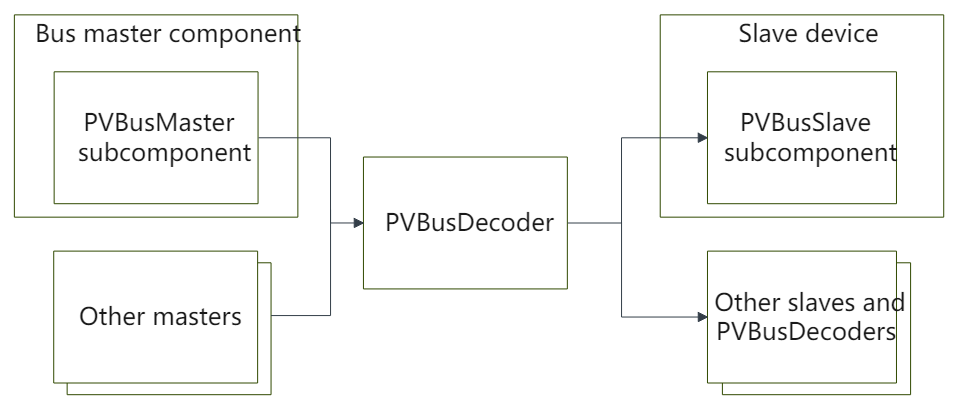 Bus master component
PVBusMaster
subcomponent
Other masters
PVBusDecoder
Slave device
PVBusSlave
subcomponent
Other slaves and
PVBusDecoders